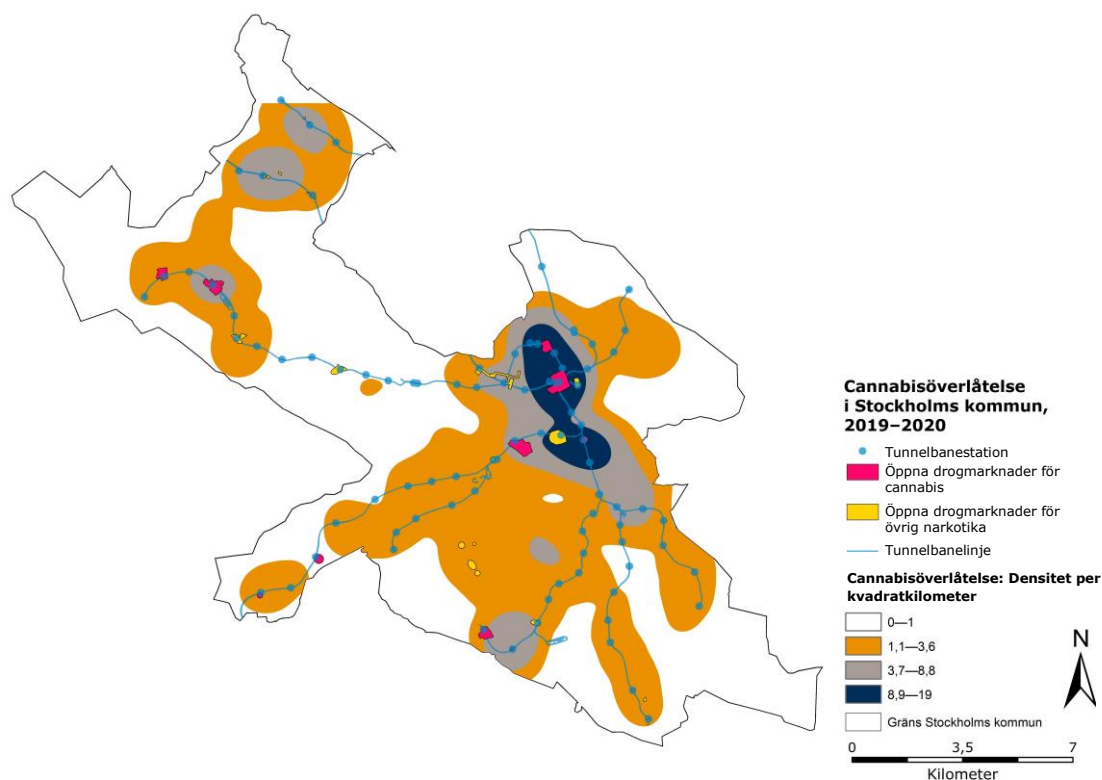 Cannabisöverlåtelse
i Stockholms kommun,
2019–2020
Tunnelbanestation
Öppna drogmarknader för
cannabis
Öppna drogmarknader för
övrig narkotika
Tunnelbanelinje
Cannabisöverlåtelse: Densitet per
kvadratkilometer
0—1
1,1—3,6
3,7—8,8
8,9—19
Gräns Stockholms kommun
N
0 3,5 7
Kilometer